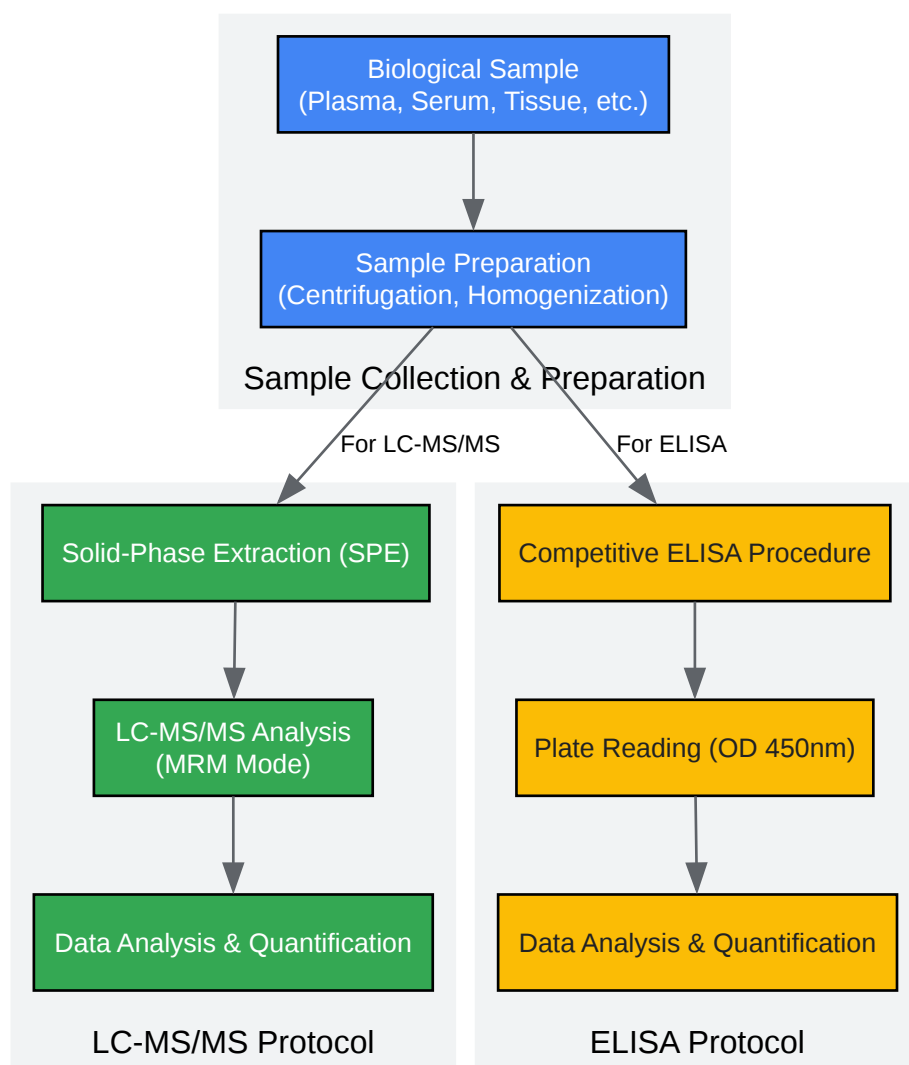 Biological Sample
(Plasma, Serum, Tissue, etc.)
Sample Preparation
(Centrifugation, Homogenization)
Sample Collection & Preparation
For LC-MS/MS
For ELISA
Solid-Phase Extraction (SPE)
LC-MS/MS Analysis
(MRM Mode)
Data Analysis & Quantification
LC-MS/MS Protocol
Competitive ELISA Procedure
Plate Reading (OD 450nm)
Data Analysis & Quantification
ELISA Protocol